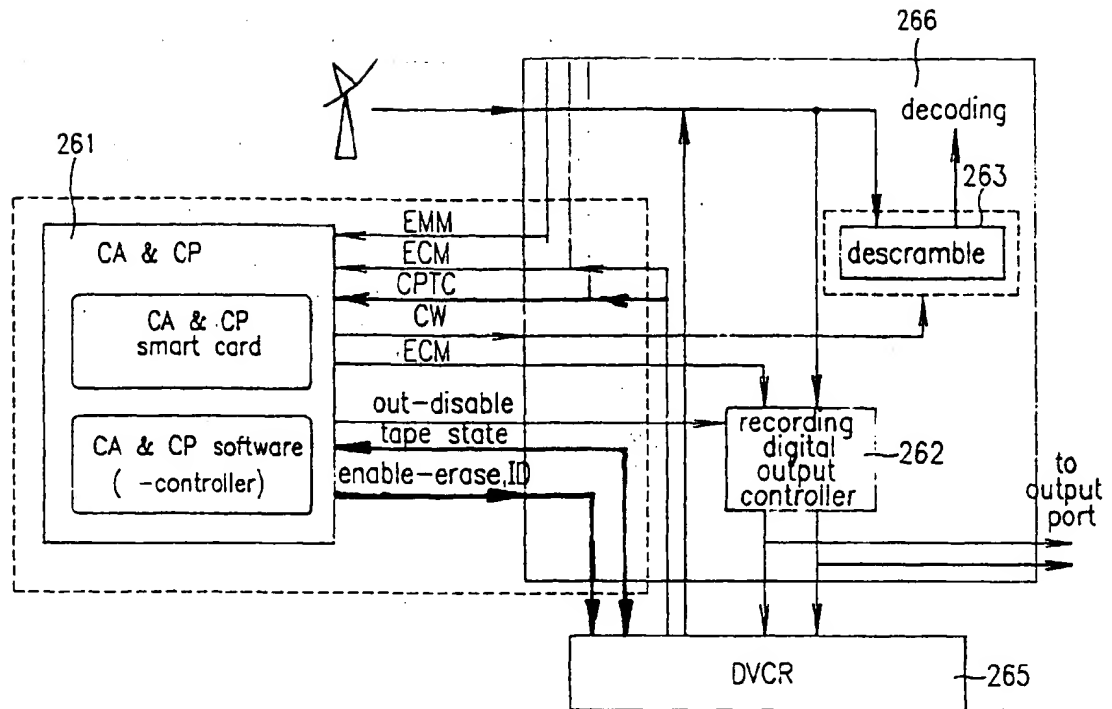 266
decoding
261
263
EMM
CA & CP
ECM
descramble
CPTC
CW
CA & CP
smart card
ECM
out-disable
tape state
recording
digital
output
controller
262
CA & CP software
( -controller)
enable-erase,ID
to
output
port
DVCR
265